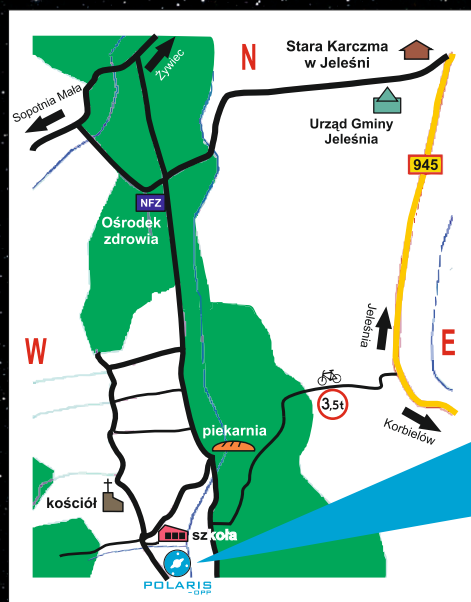 N
Stara Karczma
w Jeleśni
Żywiec
Sopotnia Mała
Urząd Gminy
Jeleśnia
945
NFZ
Ośrodek
zdrowia
Jeleśnia
W
E
3,5t
Korbielów
piekarnia
kościół
szkoła
POLARIS
-OPP